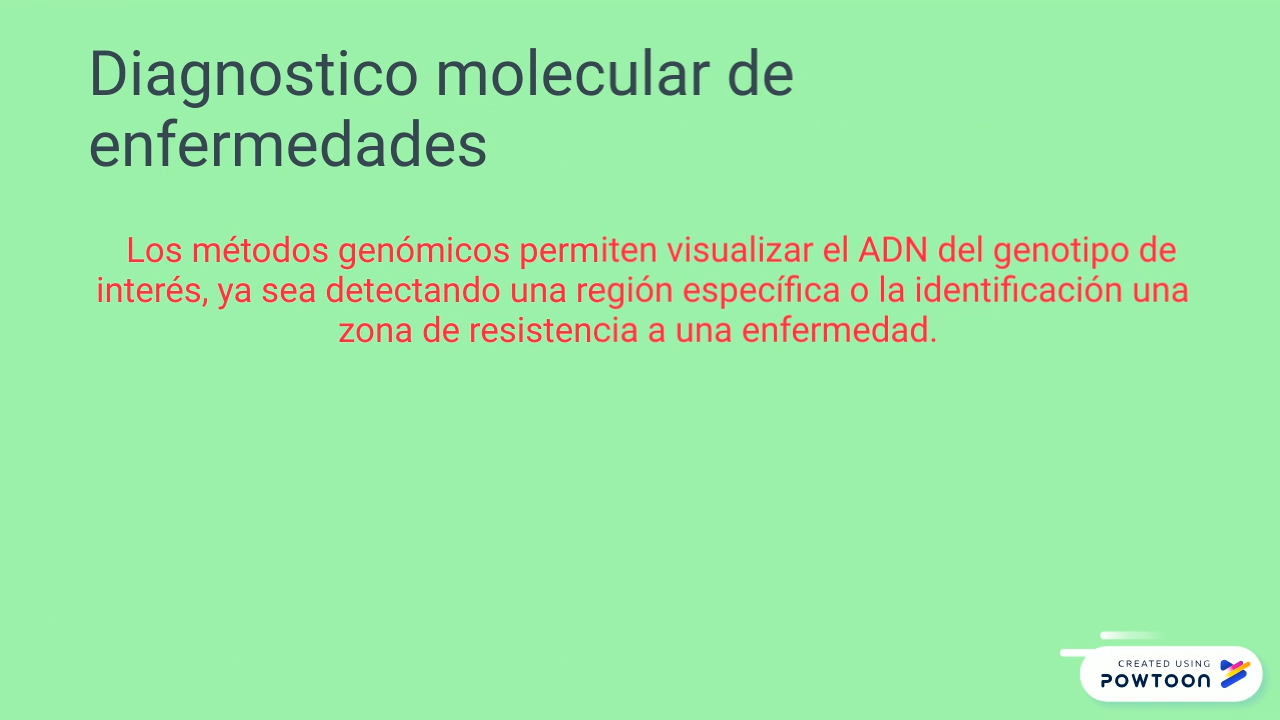 Diagnostico molecular de
enfermedades
Los métodos genómicos permiten visualizar el ADN del genotipo de
interés, ya sea detectando una región específica o la identificación una
zona de resistencia a una enfermedad.
CREATED USING
POWTOON